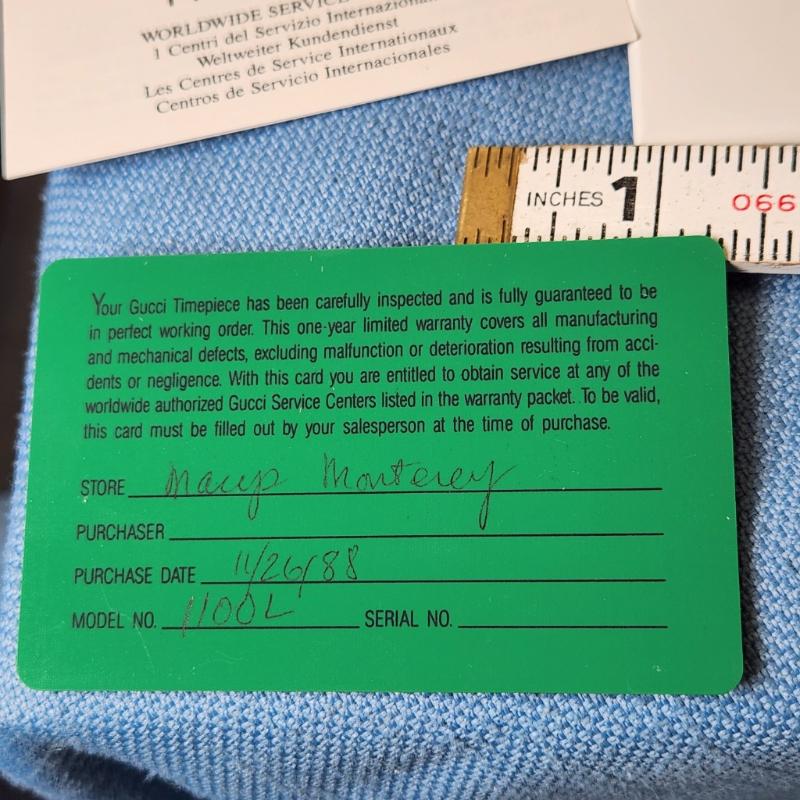 WORLDWIDE SERVICE
I Centri del Servizio Internazional
Weltweiter Kundendienst
Les Centres de Service Internationaux
Centros de Servicio Internacionales
INCHES 1 066
Your Gucci Timepiece has been carefully inspected and is fully guaranteed to be
in perfect working order. This one-year limited warranty covers all manufacturing
and mechanical defects, excluding malfunction or deterioration resulting from acci-
dents or negligence. With this card you are entitled to obtain service at any of the
worldwide authorized Gucci Service Centers listed in the warranty packet. To be valid,
this card must be filled out by your salesperson at the time of purchase.
STORE Macys Monterey
PURCHASER
PURCHASE DATE 11/26/88
MODEL NO. 1100L SERIAL NO.